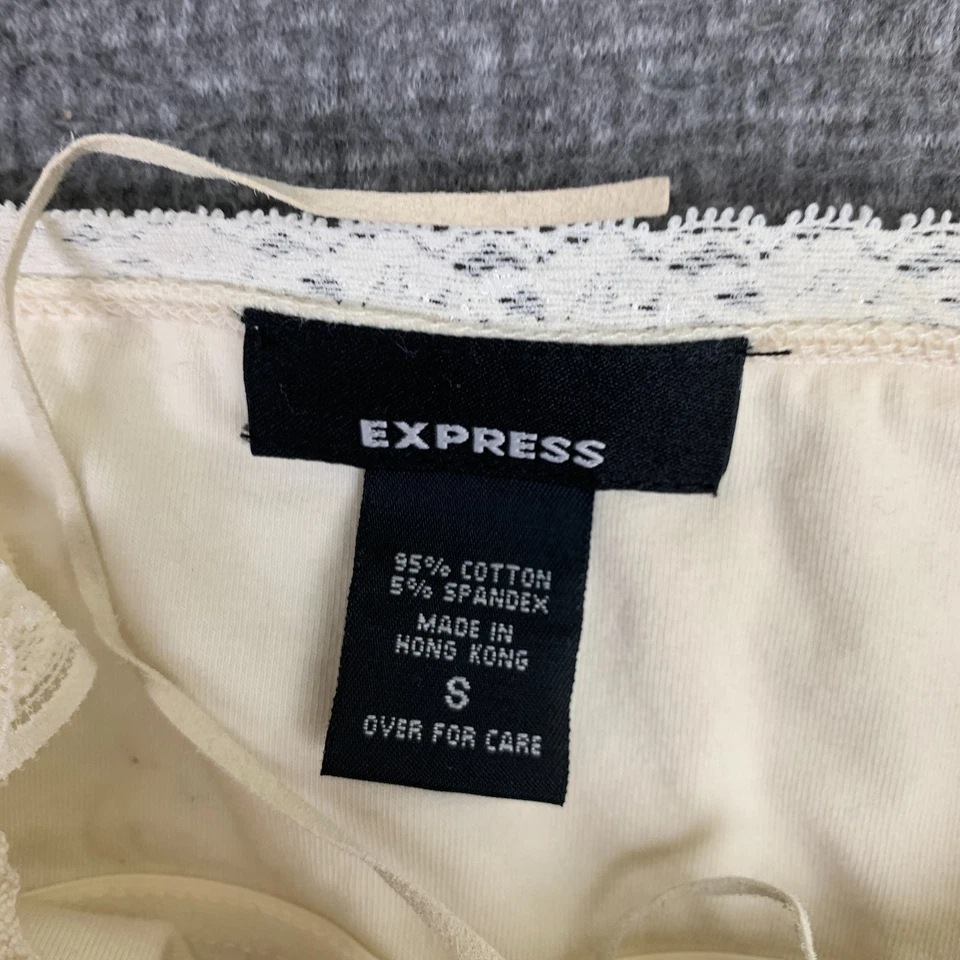 EXPRESS
95% COTTON
5% SPANDEX
MADE IN
HONG KONG
S
OVER FOR CARE